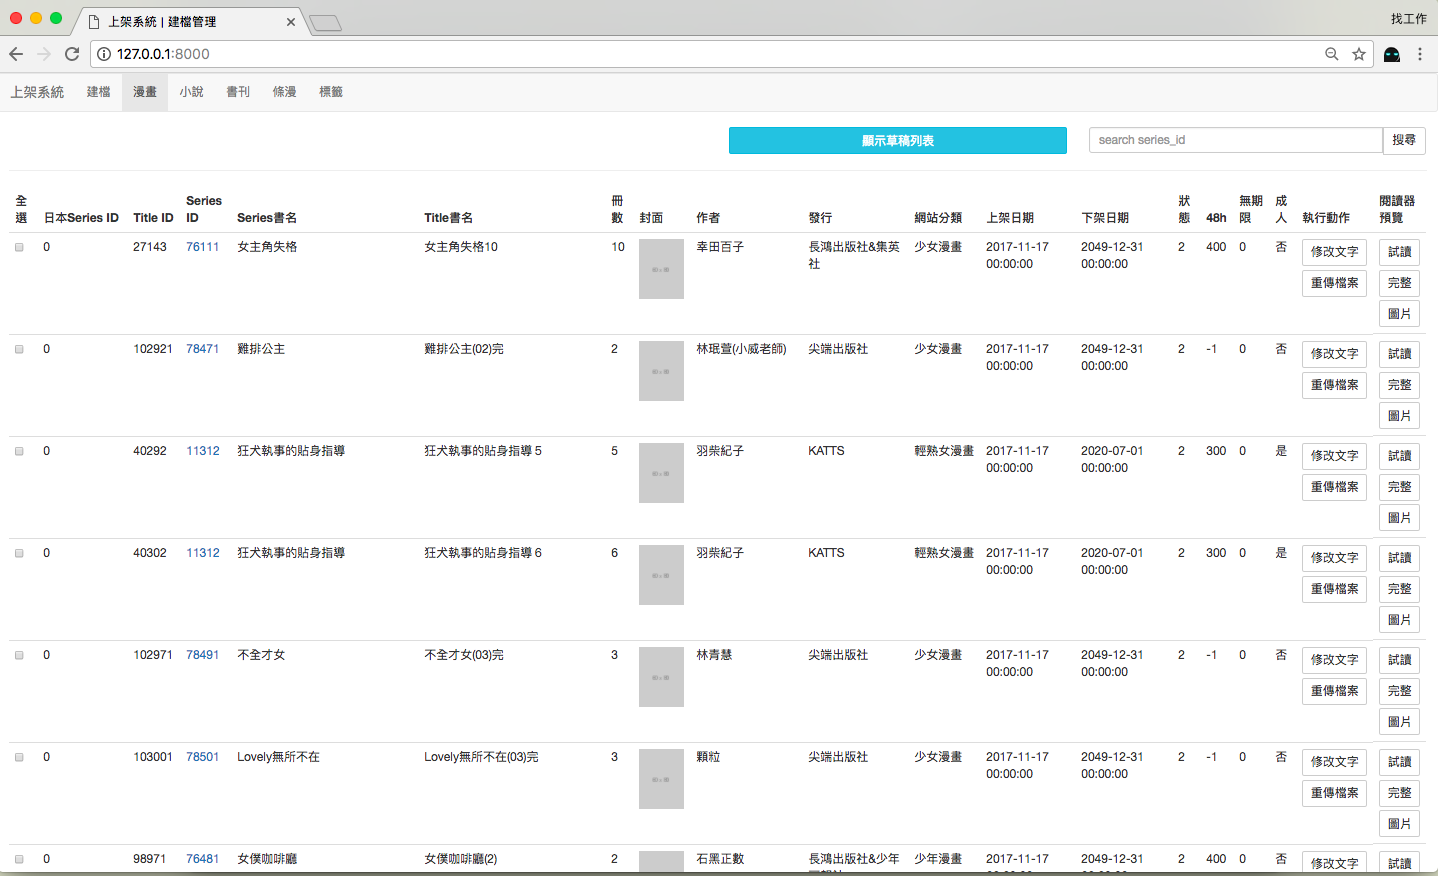 上架系統 | 建檔管理
找工作
127.0.0.1:8000
上架系統 建檔 漫畫 小說 書刊 條漫 標籤
顯示草稿列表 search series_id 搜尋
全選 日本Series ID Title ID Series ID Series書名 Title書名 冊數 封面 作者 發行 網站分類 上架日期 下架日期 狀態 48h 無期限 成人 執行動作 閱讀器預覽
0 27143 76111 女主角失格 女主角失格10 10 幸田百子 長鴻出版社&集英社 少女漫畫 2017-11-17 00:00:00 2049-12-31 00:00:00 2 400 0 否 修改文字 試讀
重傳檔案 完整
圖片
0 102921 78471 雞排公主 雞排公主(02)完 2 林珉萱(小威老師) 尖端出版社 少女漫畫 2017-11-17 00:00:00 2049-12-31 00:00:00 2 -1 0 否 修改文字 試讀
重傳檔案 完整
圖片
0 40292 11312 狂犬執事的貼身指導 狂犬執事的貼身指導 5 5 羽柴紀子 KATTS 輕熟女漫畫 2017-11-17 00:00:00 2020-07-01 00:00:00 2 300 0 是 修改文字 試讀
重傳檔案 完整
圖片
0 40302 11312 狂犬執事的貼身指導 狂犬執事的貼身指導 6 6 羽柴紀子 KATTS 輕熟女漫畫 2017-11-17 00:00:00 2020-07-01 00:00:00 2 300 0 是 修改文字 試讀
重傳檔案 完整
圖片
0 102971 78491 不全才女 不全才女(03)完 3 林青慧 尖端出版社 少女漫畫 2017-11-17 00:00:00 2049-12-31 00:00:00 2 -1 0 否 修改文字 試讀
重傳檔案 完整
圖片
0 103001 78501 Lovely無所不在 Lovely無所不在(03)完 3 顆粒 尖端出版社 少女漫畫 2017-11-17 00:00:00 2049-12-31 00:00:00 2 -1 0 否 修改文字 試讀
重傳檔案 完整
圖片
0 98971 76481 女僕咖啡廳 女僕咖啡廳(2) 2 石黑正數 長鴻出版社&少年 少年漫畫 2017-11-17 2049-12-31 2 400 0 否 修改文字 試讀